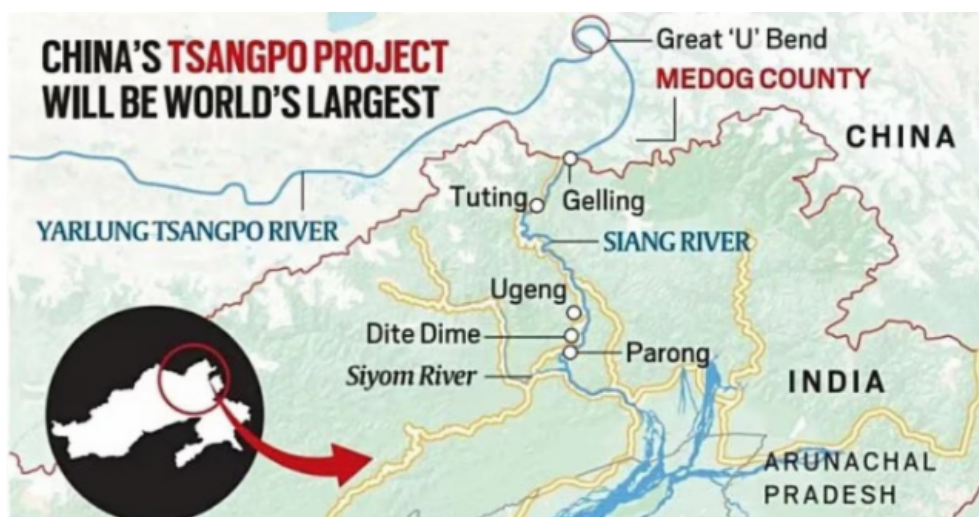 CHINA'S TSANGPO PROJECT
WILL BE WORLD'S LARGEST
Great 'U' Bend
MEDOG COUNTY
CHINA
Tuting
Gelling
YARLUNG TSANGPO RIVER
SIANG RIVER
Ugeng
Dite Dime
Parong
Siyom River
INDIA
ARUNACHAL
PRADESH